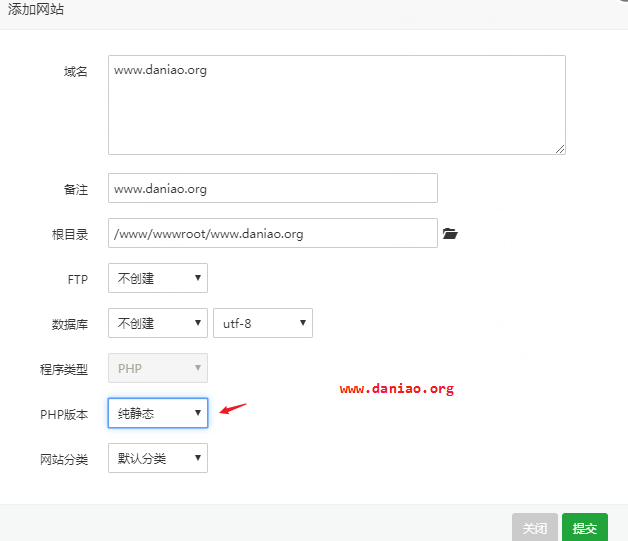 添加网站
域名 www.daniao.org
备注 www.daniao.org
根目录 /www/wwwroot/www.daniao.org
FTP 不创建
数据库 不创建 utf-8
程序类型 PHP
www.daniao.org
PHP版本 纯静态
网站分类 默认分类
关闭 提交